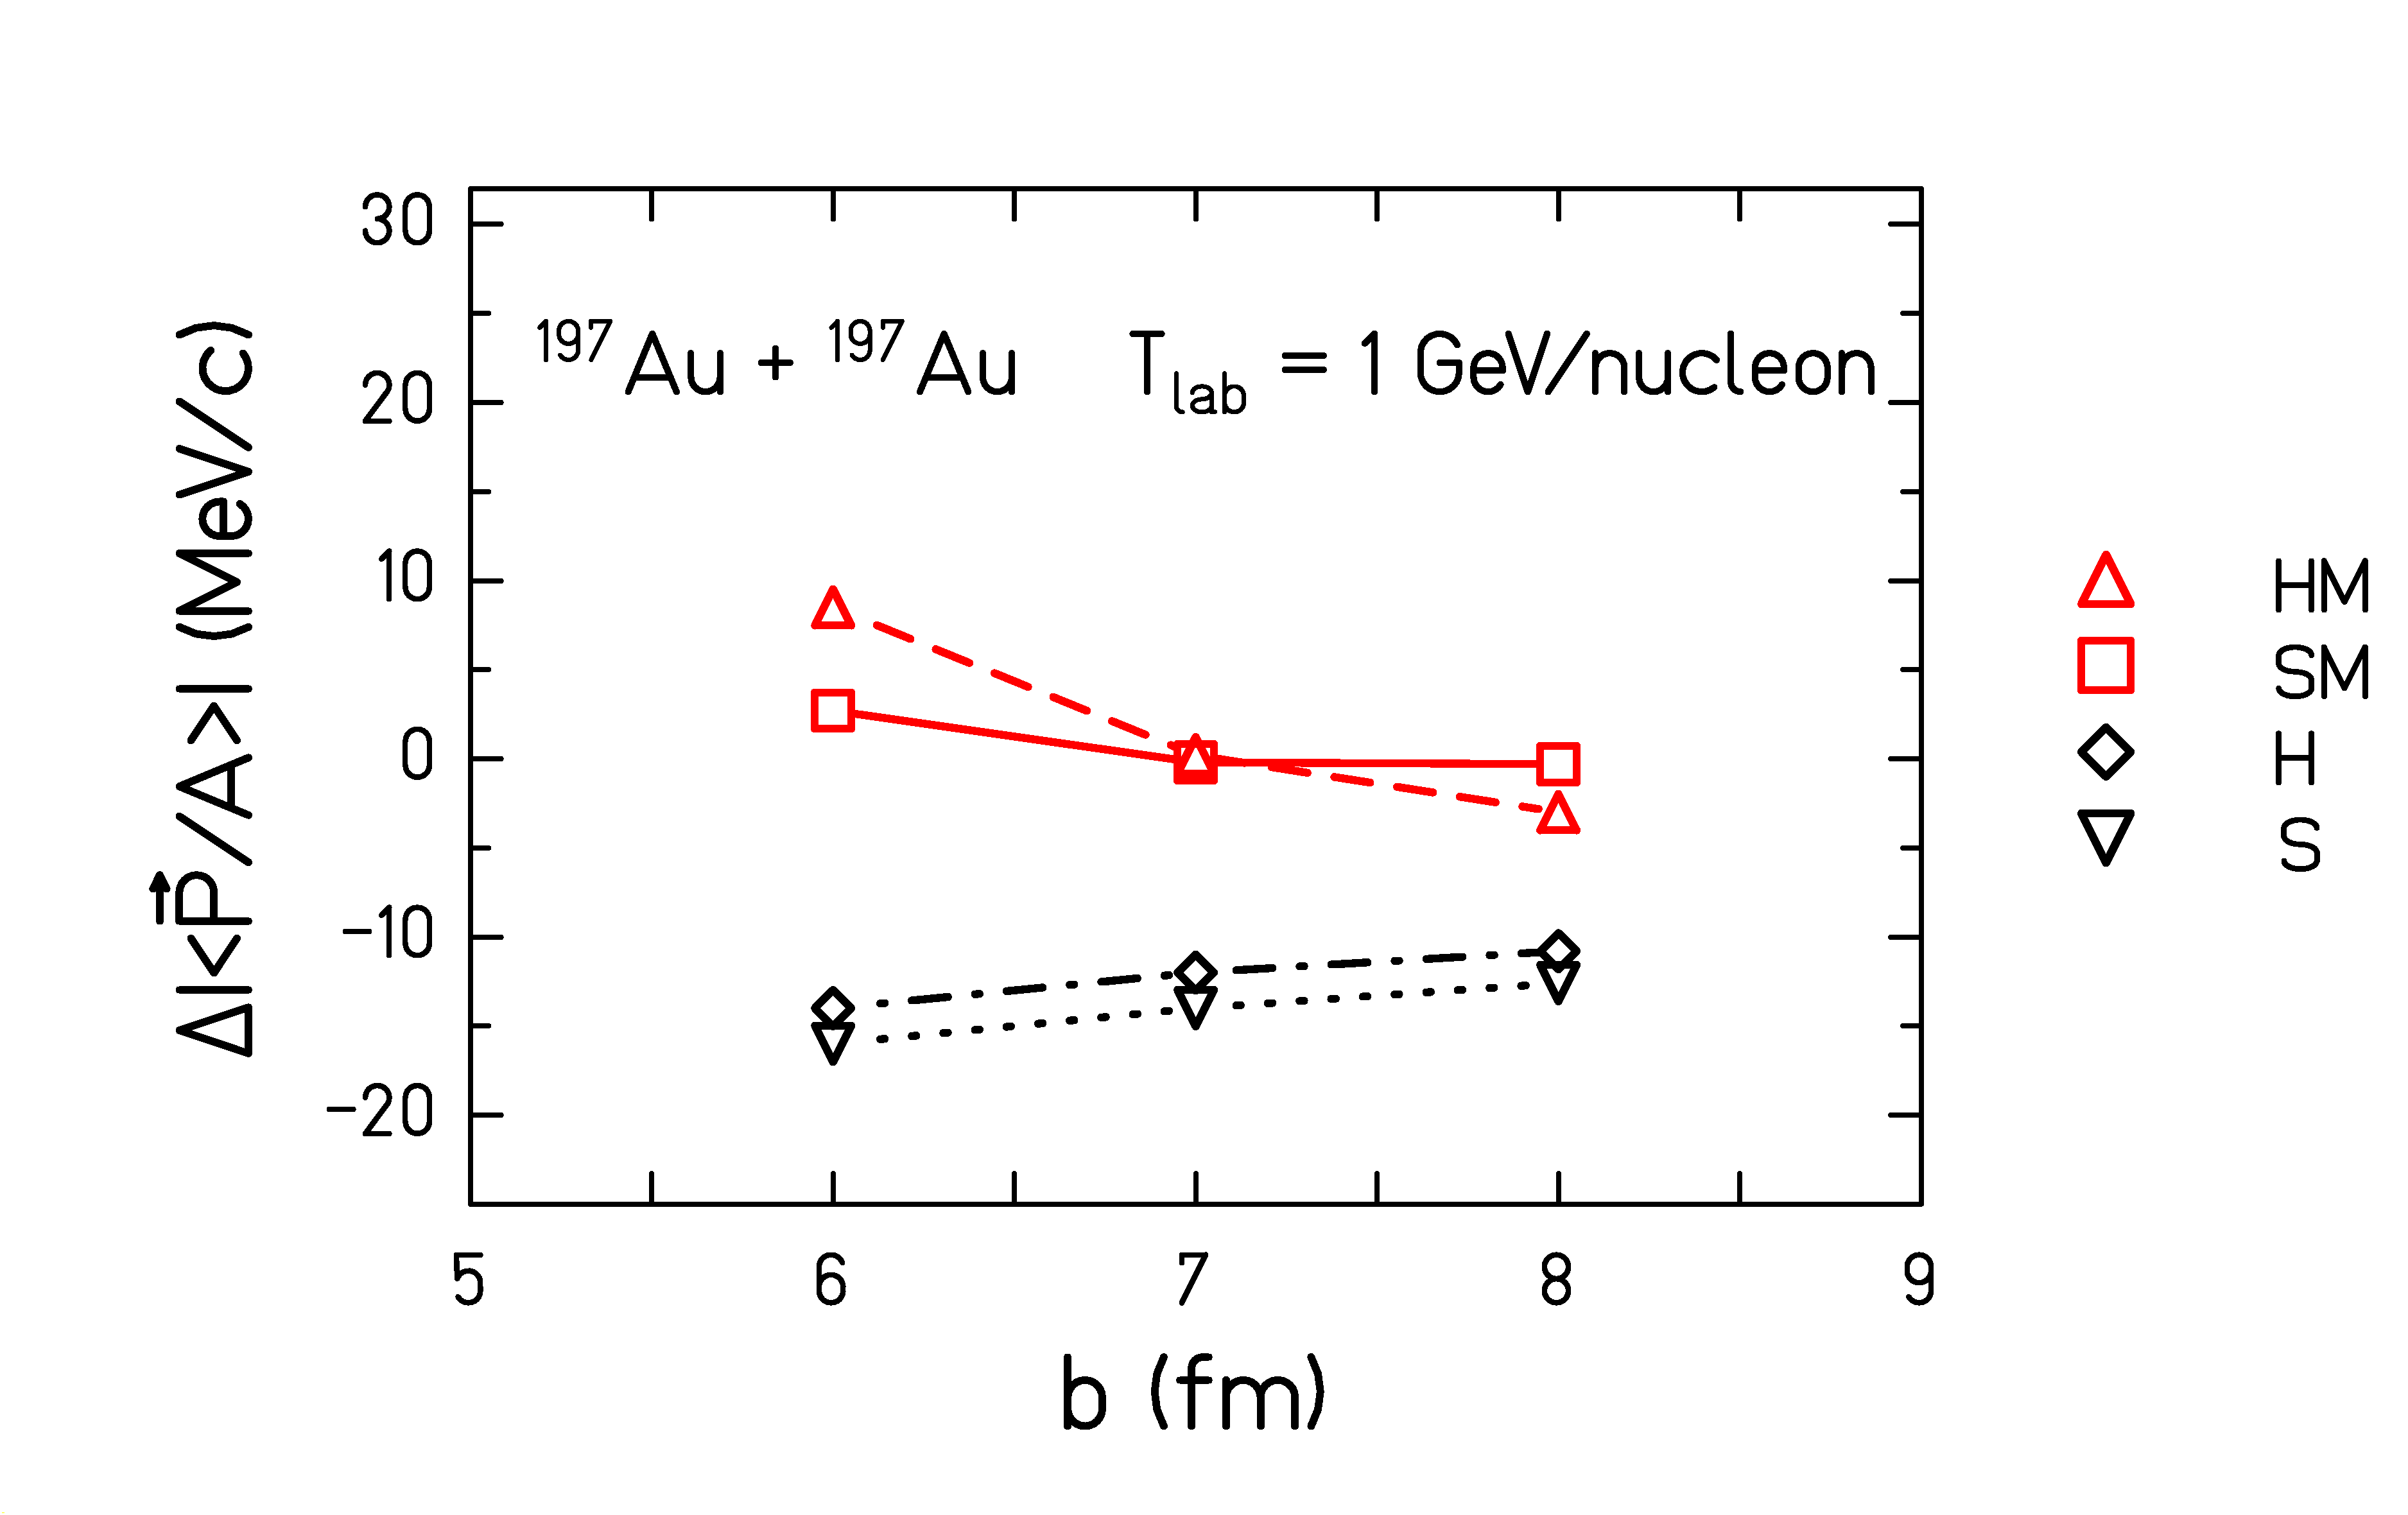 30
20
10
0
−10
−20
Δ|<P⃗/A>| (MeV/c)
¹⁹⁷Au + ¹⁹⁷Au T_lab = 1 GeV/nucleon
HM
SM
H
S
5 6 7 8 9
b (fm)